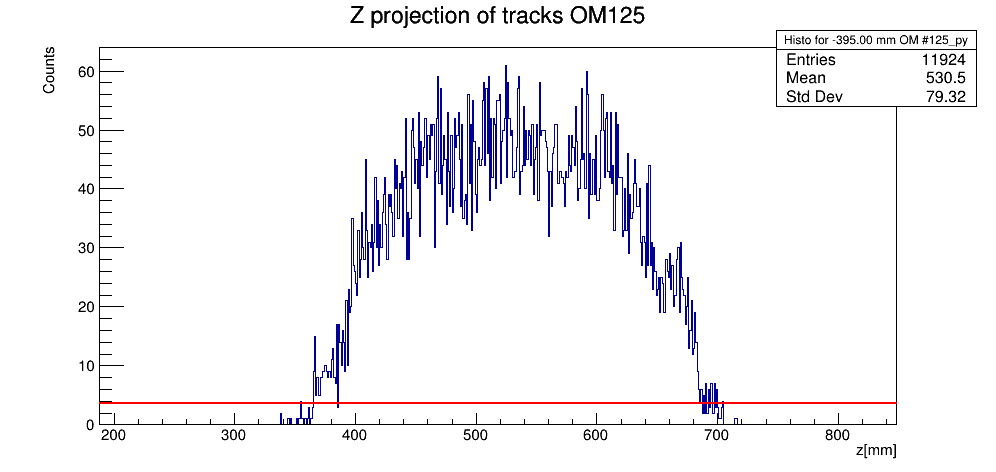 Z projection of tracks OM125
Histo for -395.00 mm OM #125_py
Entries 11924
Mean 530.5
Std Dev 79.32
Counts
60
50
40
30
20
10
0
200 300 400 500 600 700 800
z[mm]